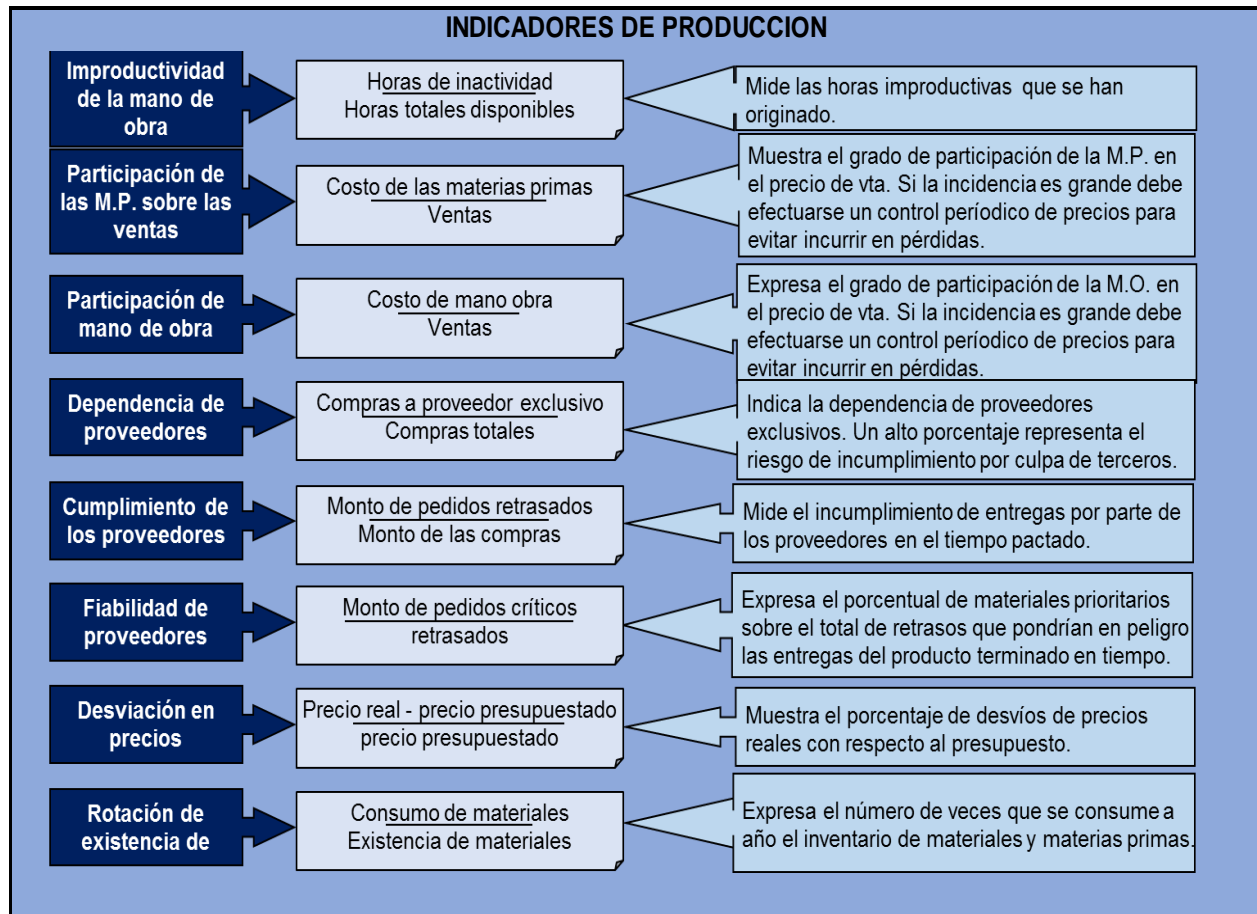 INDICADORES DE PRODUCCION
Improductividad
de la mano de
obra
Horas de inactividad
Horas totales disponibles
Mide las horas improductivas que se han
originado.
Participación de
las M.P. sobre las
ventas
Costo de las materias primas
Ventas
Muestra el grado de participación de la M.P. en
el precio de vta. Si la incidencia es grande debe
efectuarse un control períodico de precios para
evitar incurrir en pérdidas.
Participación de
mano de obra
Costo de mano obra
Ventas
Expresa el grado de participación de la M.O. en
el precio de vta. Si la incidencia es grande debe
efectuarse un control períodico de precios para
evitar incurrir en pérdidas.
Dependencia de
proveedores
Compras a proveedor exclusivo
Compras totales
Indica la dependencia de proveedores
exclusivos. Un alto porcentaje representa el
riesgo de incumplimiento por culpa de terceros.
Cumplimiento de
los proveedores
Monto de pedidos retrasados
Monto de las compras
Mide el incumplimiento de entregas por parte de
los proveedores en el tiempo pactado.
Fiabilidad de
proveedores
Monto de pedidos críticos
retrasados
Expresa el porcentual de materiales prioritarios
sobre el total de retrasos que pondrían en peligro
las entregas del producto terminado en tiempo.
Desviación en
precios
Precio real - precio presupuestado
precio presupuestado
Muestra el porcentaje de desvíos de precios
reales con respecto al presupuesto.
Rotación de
existencia de
Consumo de materiales
Existencia de materiales
Expresa el número de veces que se consume a
año el inventario de materiales y materias primas.